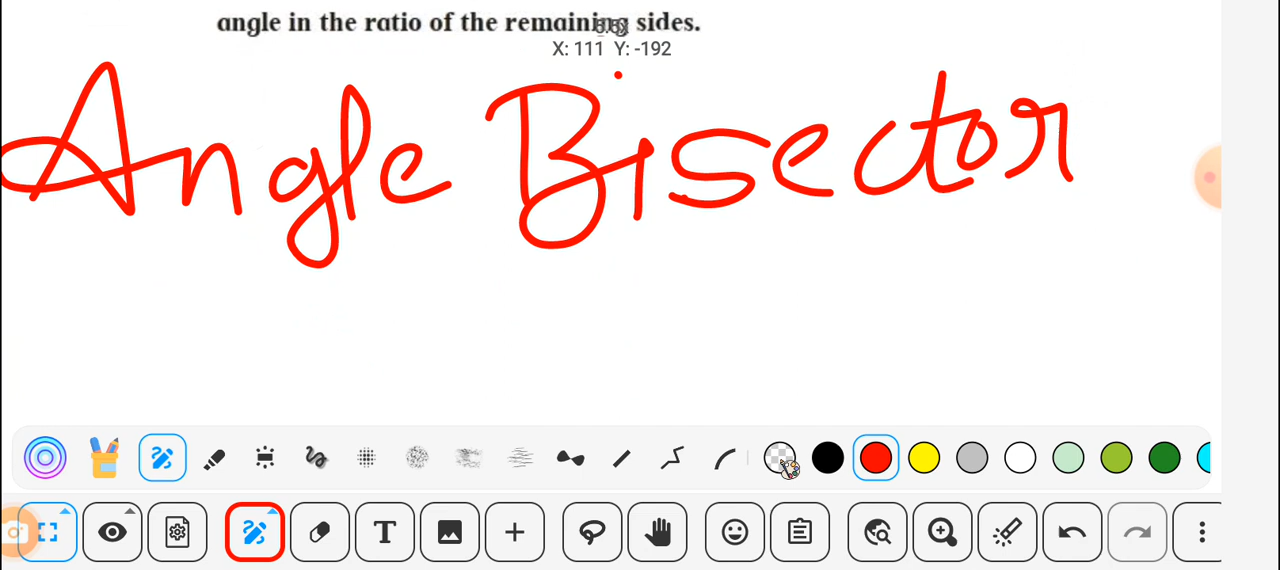 angle in the ratio of the remaining sides.
X: 111 Y: -192
Angle Bisector
T